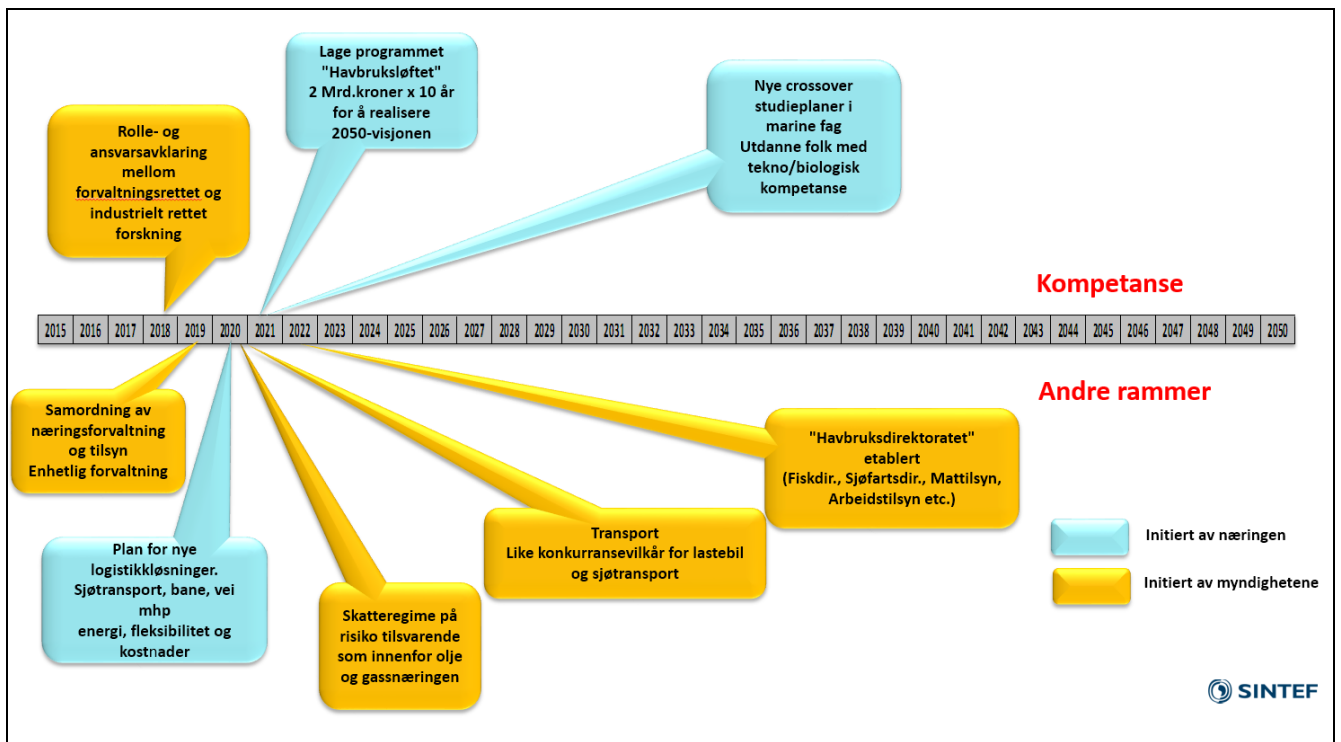 Lage programmet
"Havbruksløftet"
2 Mrd.kroner x 10 år
for å realisere
2050-visjonen
Nye crossover
studieplaner i
marine fag
Utdanne folk med
tekno/biologisk
kompetanse
Rolle- og
ansvarsavklaring
mellom
forvaltningsrettet og
industrielt rettet
forskning
Kompetanse
2015 2016 2017 2018 2019 2020 2021 2022 2023 2024 2025 2026 2027 2028 2029 2030 2031 2032 2033 2034 2035 2036 2037 2038 2039 2040 2041 2042 2043 2044 2045 2046 2047 2048 2049 2050
Andre rammer
Samordning av
næringsforvaltning
og tilsyn
Enhetlig forvaltning
"Havbruksdirektoratet"
etablert
(Fiskdir., Sjøfartsdir., Mattilsyn,
Arbeidstilsyn etc.)
Transport
Like konkurransevilkår for lastebil
og sjøtransport
Plan for nye
logistikkløsninger.
Sjøtransport, bane, vei
mhp
energi, fleksibilitet og
kostnader
Skatteregime på
risiko tilsvarende
som innenfor olje
og gassnæringen
Initiert av næringen
Initiert av myndighetene
SINTEF